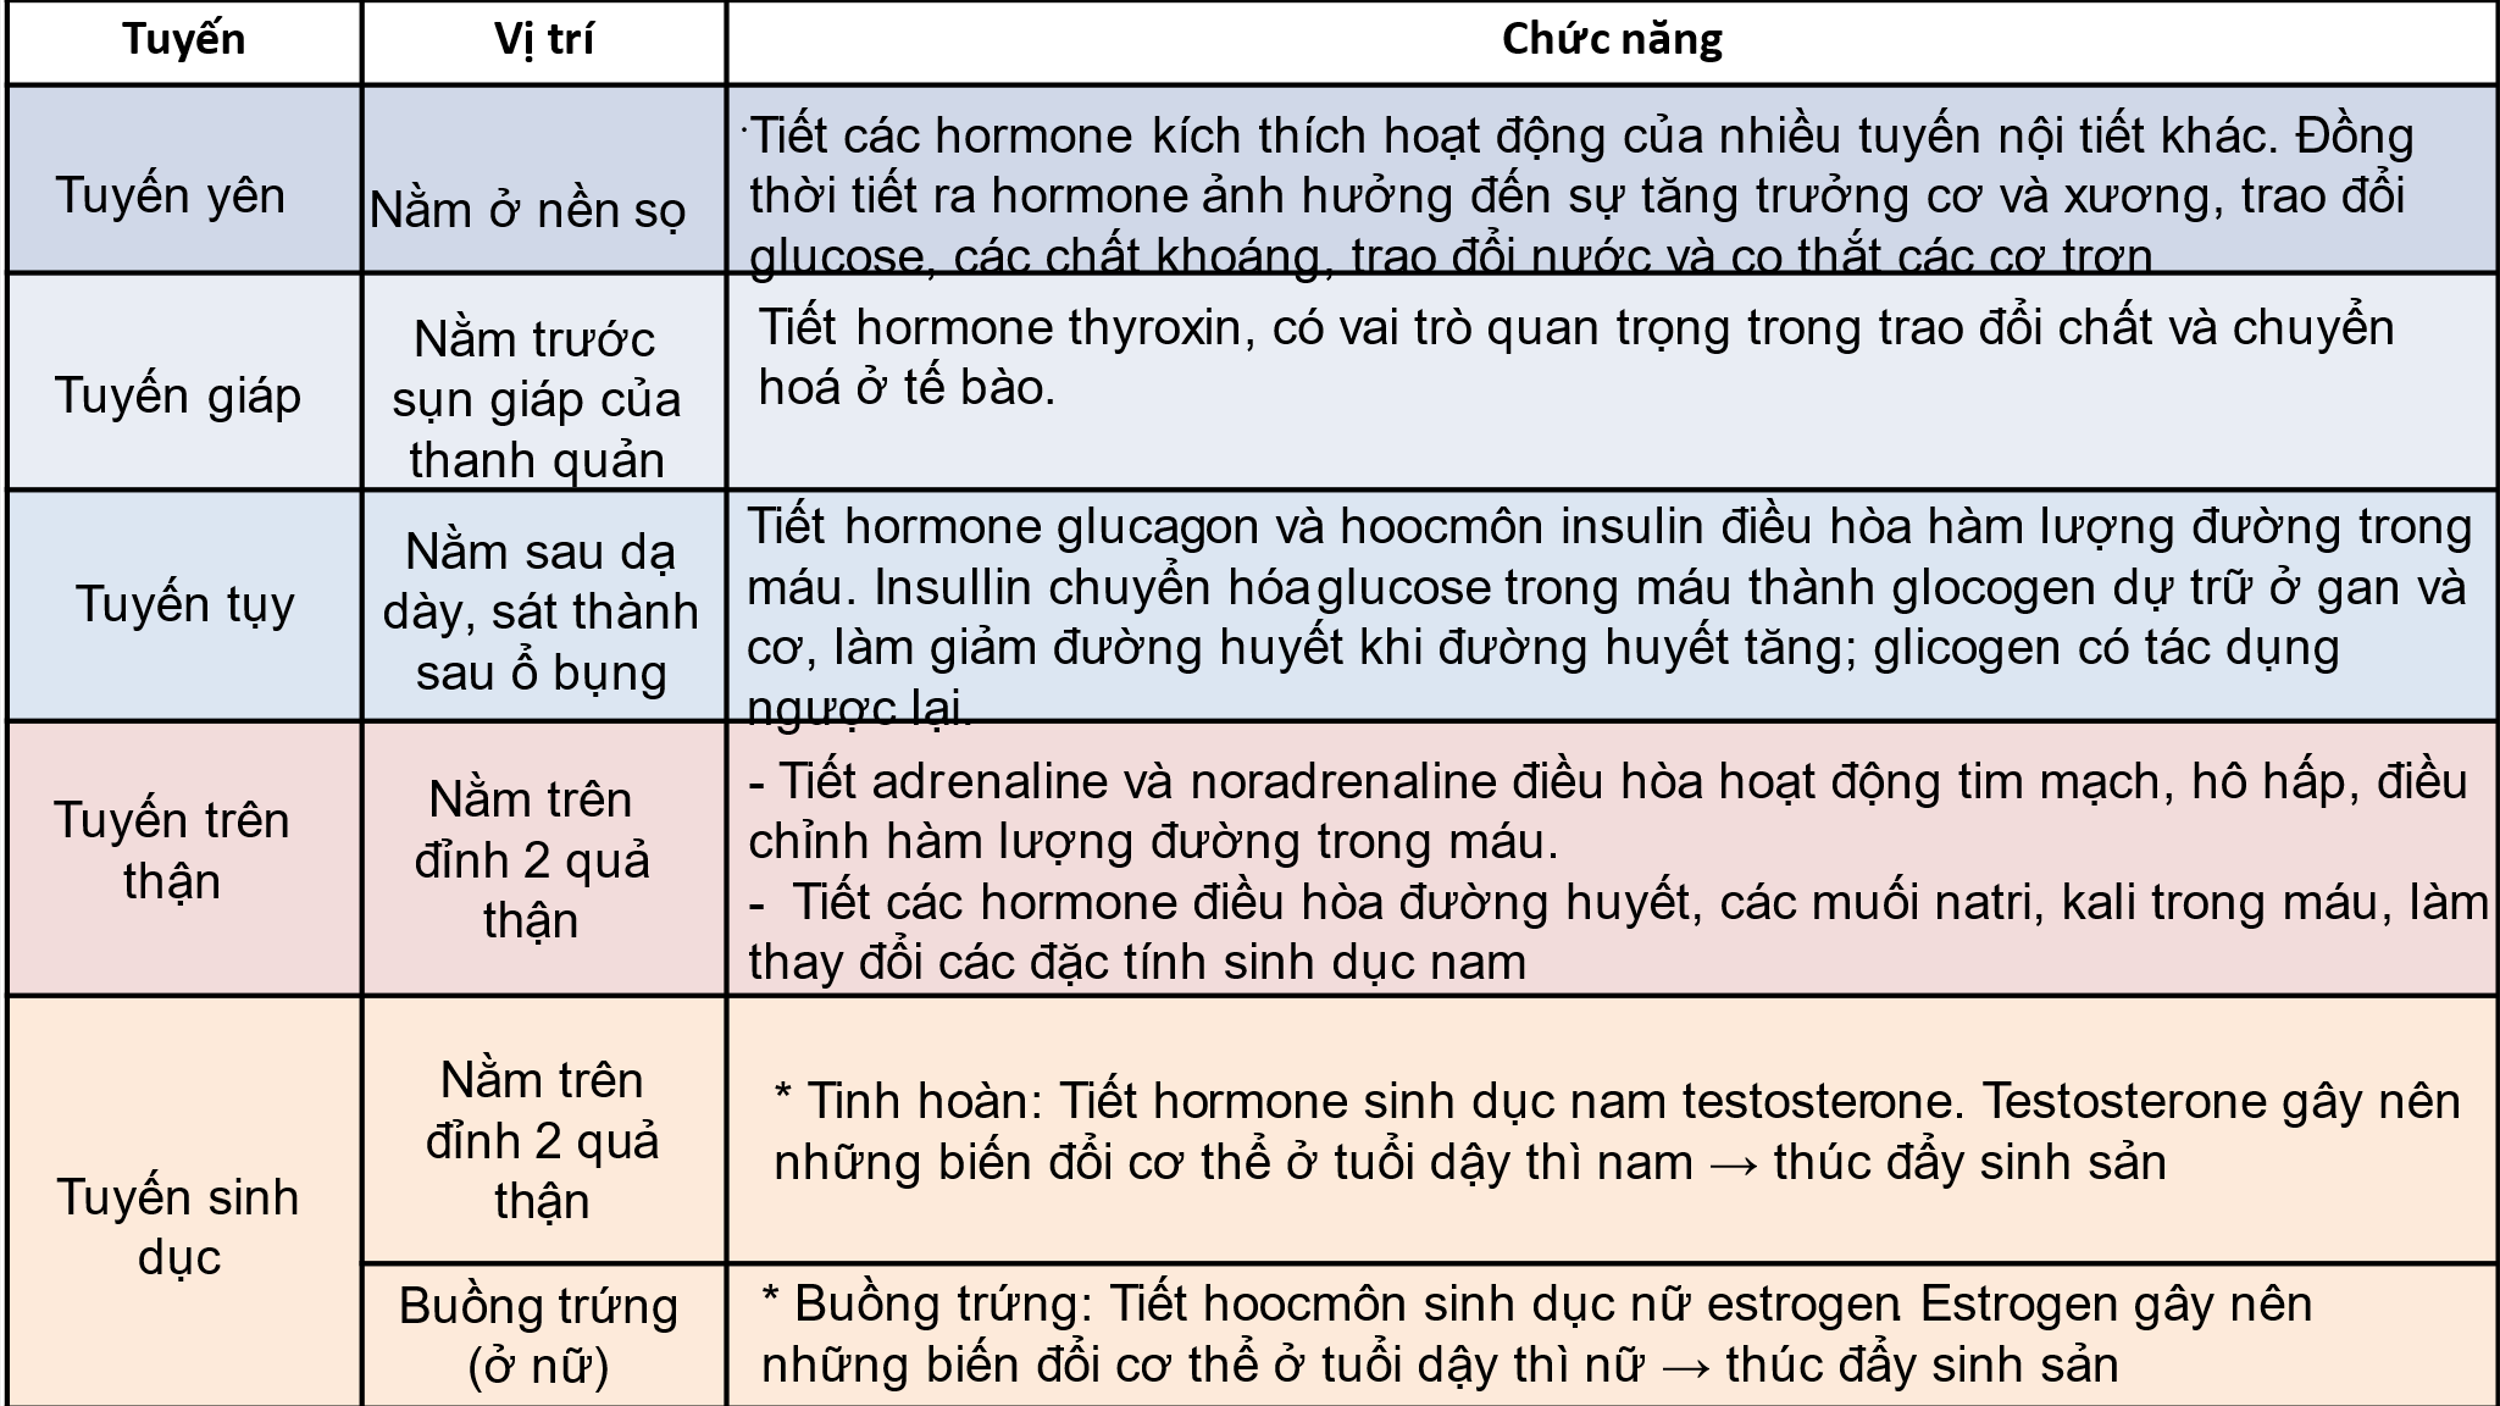 Tuyến
Vị trí
Chức năng
Tuyến yên
Nằm ở nền sọ
Tiết các hormone kích thích hoạt động của nhiều tuyến nội tiết khác. Đồng
thời tiết ra hormone ảnh hưởng đến sự tăng trưởng cơ và xương, trao đổi
glucose, các chất khoáng, trao đổi nước và co thắt các cơ trơn
Tuyến giáp
Nằm trước
sụn giáp của
thanh quản
Tiết hormone thyroxin, có vai trò quan trọng trong trao đổi chất và chuyển
hoá ở tế bào.
Tuyến tụy
Nằm sau dạ
dày, sát thành
sau ổ bụng
Tiết hormone glucagon và hoocmôn insulin điều hòa hàm lượng đường trong
máu. Insullin chuyển hóa glucose trong máu thành glocogen dự trữ ở gan và
cơ, làm giảm đường huyết khi đường huyết tăng; glicogen có tác dụng
ngược lại.
Tuyến trên
thận
Nằm trên
đỉnh 2 quả
thận
- Tiết adrenaline và noradrenaline điều hòa hoạt động tim mạch, hô hấp, điều
chỉnh hàm lượng đường trong máu.
- Tiết các hormone điều hòa đường huyết, các muối natri, kali trong máu, làm
thay đổi các đặc tính sinh dục nam
Tuyến sinh
dục
Nằm trên
đỉnh 2 quả
thận
* Tinh hoàn: Tiết hormone sinh dục nam testosterone. Testosterone gây nên
những biến đổi cơ thể ở tuổi dậy thì nam → thúc đẩy sinh sản
Buồng trứng
(ở nữ)
* Buồng trứng: Tiết hoocmôn sinh dục nữ estrogen. Estrogen gây nên
những biến đổi cơ thể ở tuổi dậy thì nữ → thúc đẩy sinh sản